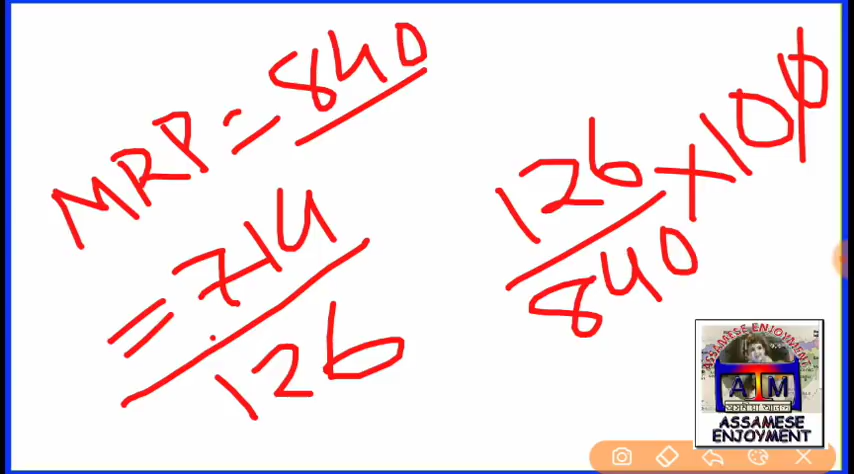 MRP = 840
= 714
126
126 × 100
840
ASSAMESE ENJOYMENT
ATM
ASSAMESE
ENJOYMENT